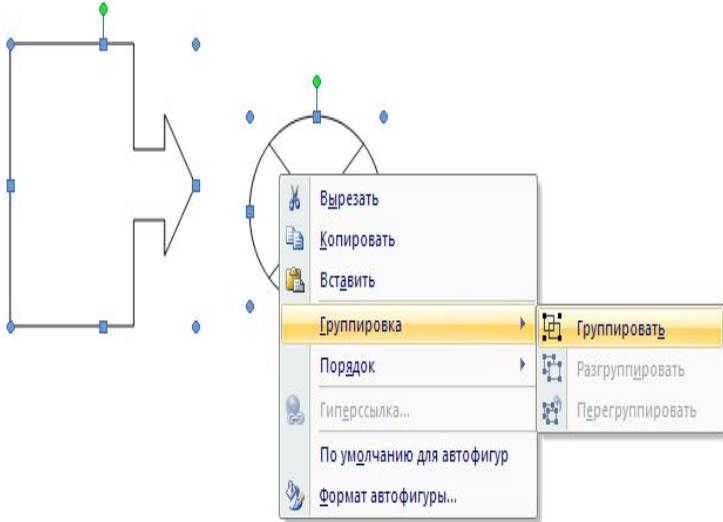 Вырезать
Копировать
Вставить
Группировка
Группировать
Порядок
Разгруппировать
Гиперссылка...
Перегруппировать
По умолчанию для автофигур
Формат автофигуры...